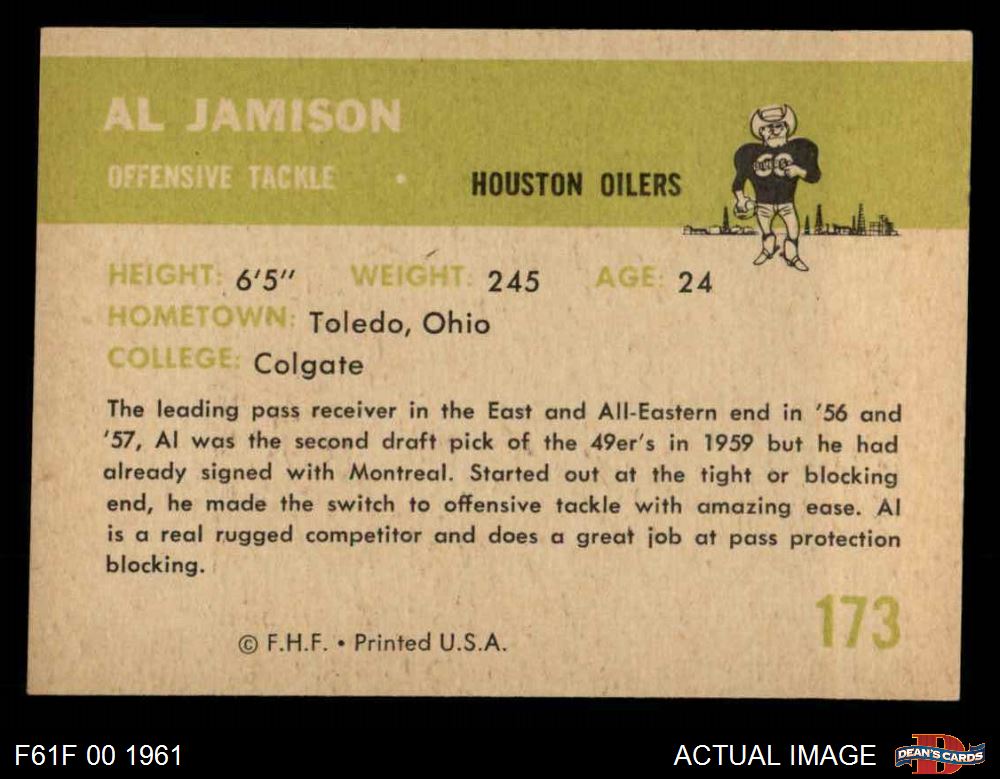 AL JAMISON
OFFENSIVE TACKLE • HOUSTON OILERS
HEIGHT: 6'5" WEIGHT: 245 AGE: 24
HOMETOWN: Toledo, Ohio
COLLEGE: Colgate
The leading pass receiver in the East and All-Eastern end in '56 and
'57, Al was the second draft pick of the 49er's in 1959 but he had
already signed with Montreal. Started out at the tight or blocking
end, he made the switch to offensive tackle with amazing ease. Al
is a real rugged competitor and does a great job at pass protection
blocking.
173
© F.H.F. • Printed U.S.A.
F61F 00 1961
ACTUAL IMAGE
DEAN'S CARDS